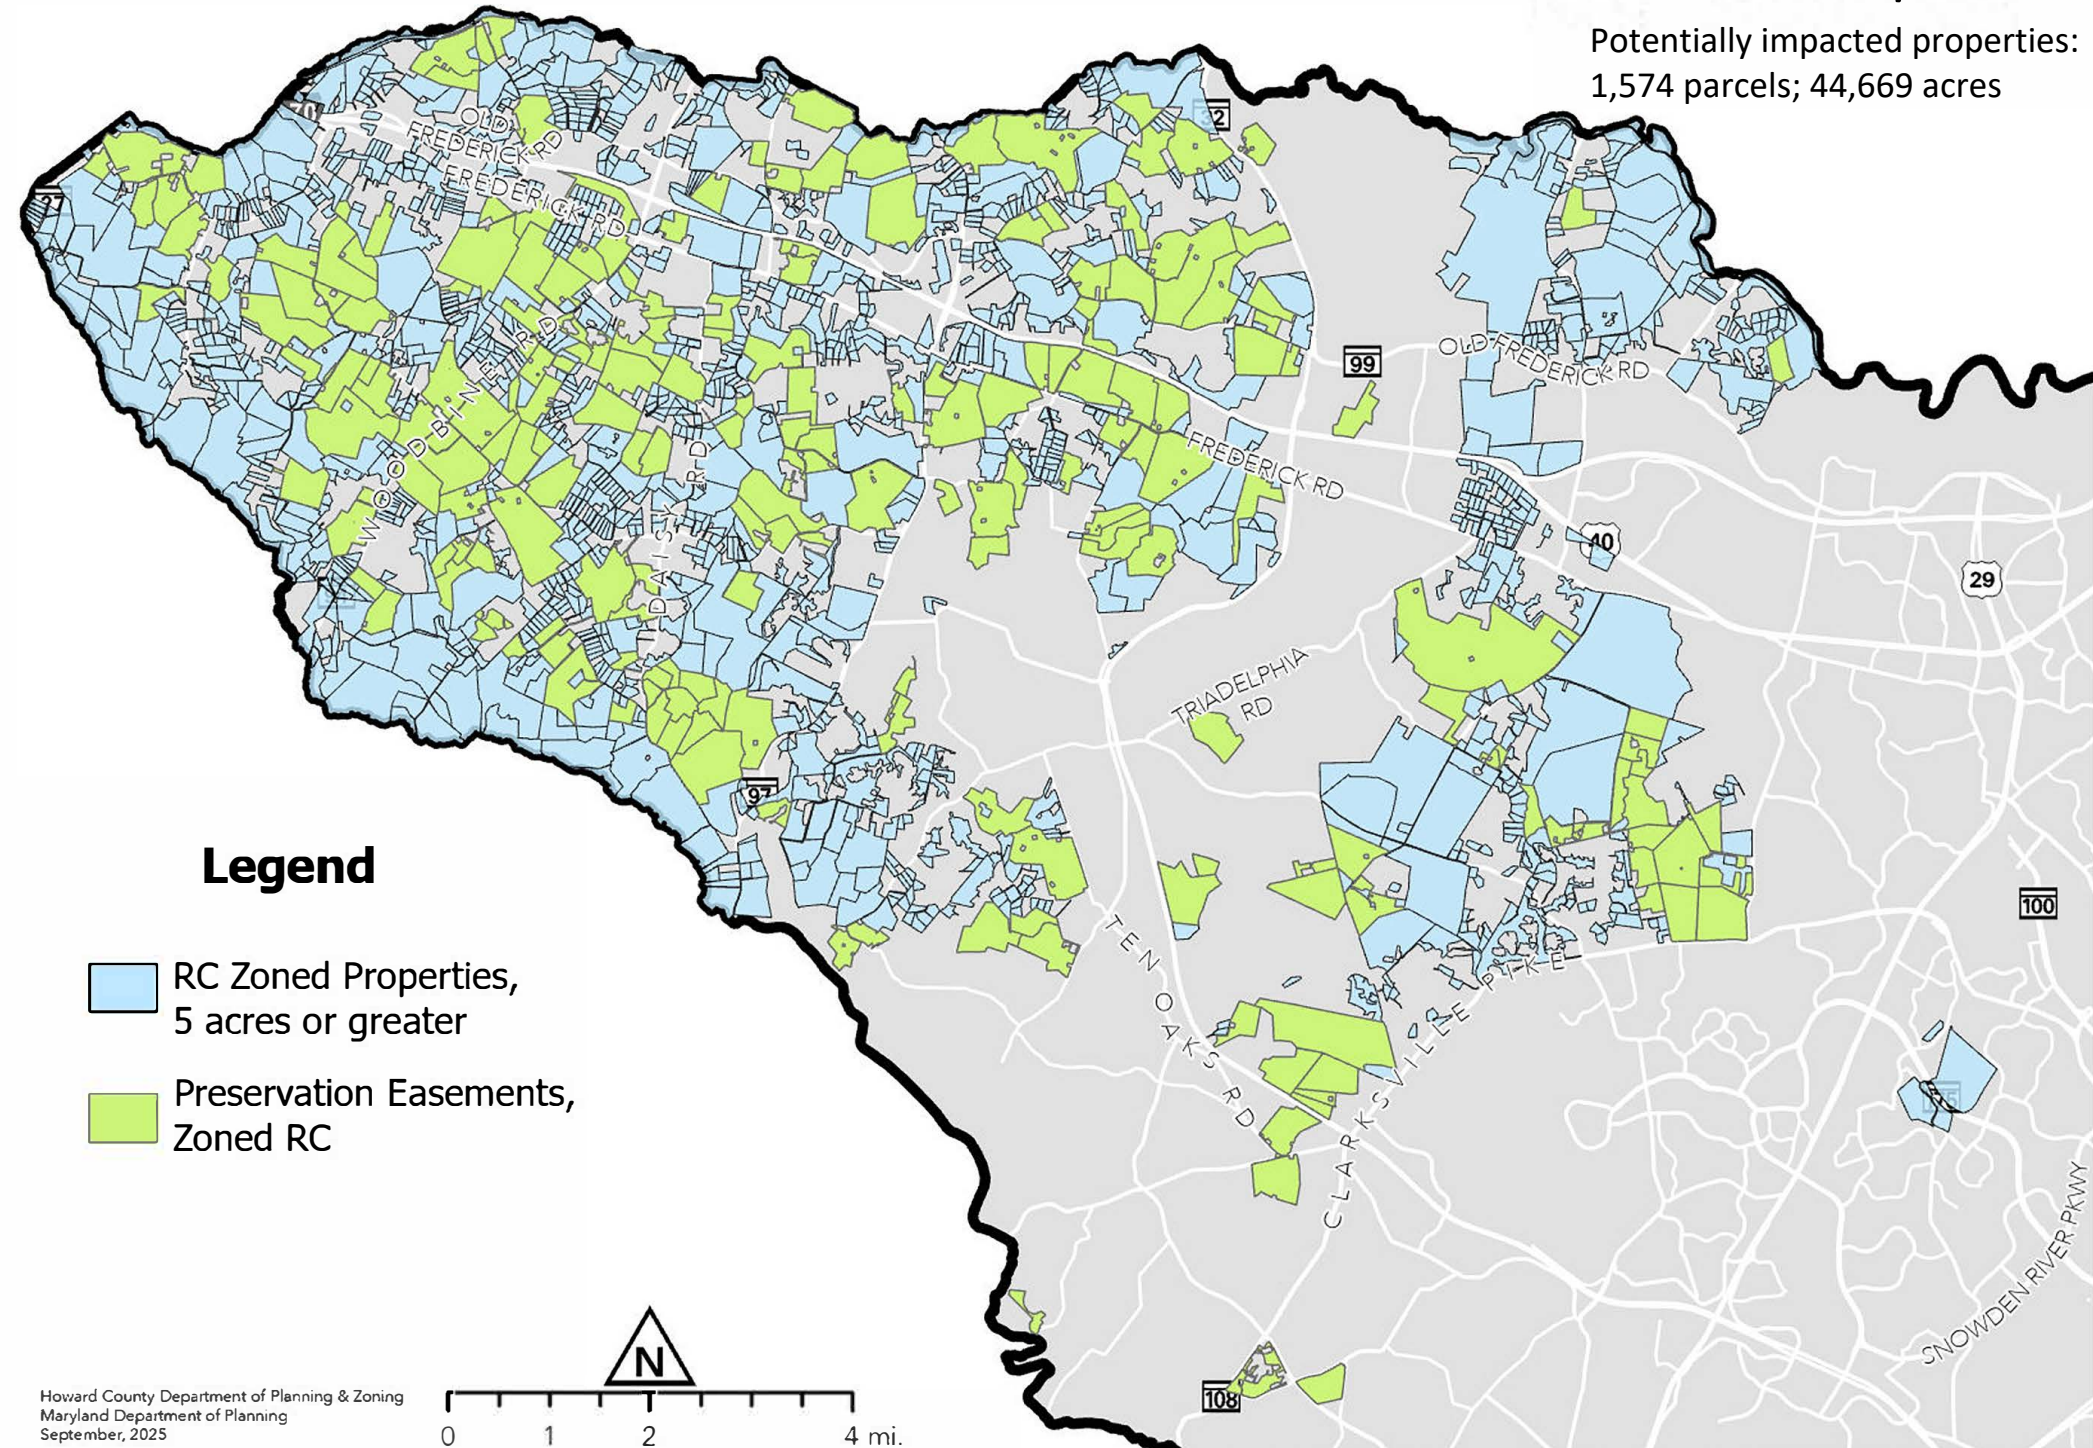 Potentially impacted properties:
1,574 parcels; 44,669 acres
70
OLD
FREDERICK RD
FREDERICK RD
27
32
99
OLD FREDERICK RD
WOODBINE RD
DAISY RD
FREDERICK RD
40
29
TRIADELPHIA
RD
97
100
TEN OAKS RD
CLARKSVILLE PIKE
SNOWDEN RIVER PKWY
108
Legend
RC Zoned Properties,
5 acres or greater
Preservation Easements,
Zoned RC
N
0 1 2 4 mi.
Howard County Department of Planning & Zoning
Maryland Department of Planning
September, 2025